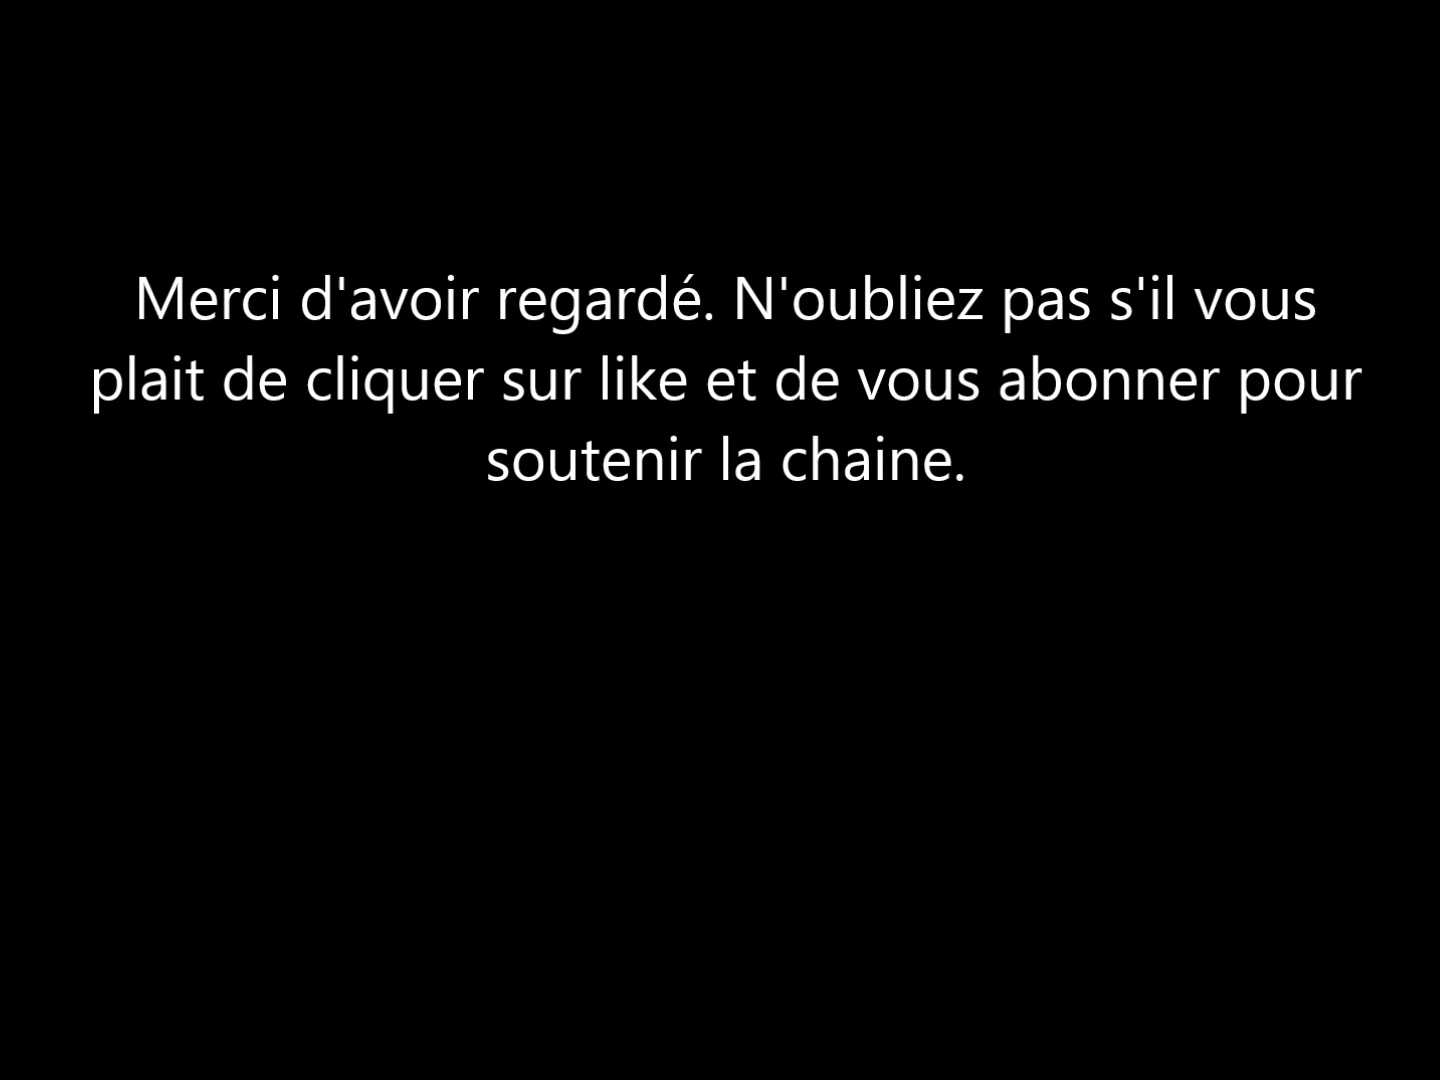 Merci d'avoir regardé. N'oubliez pas s'il vous
plait de cliquer sur like et de vous abonner pour
soutenir la chaine.